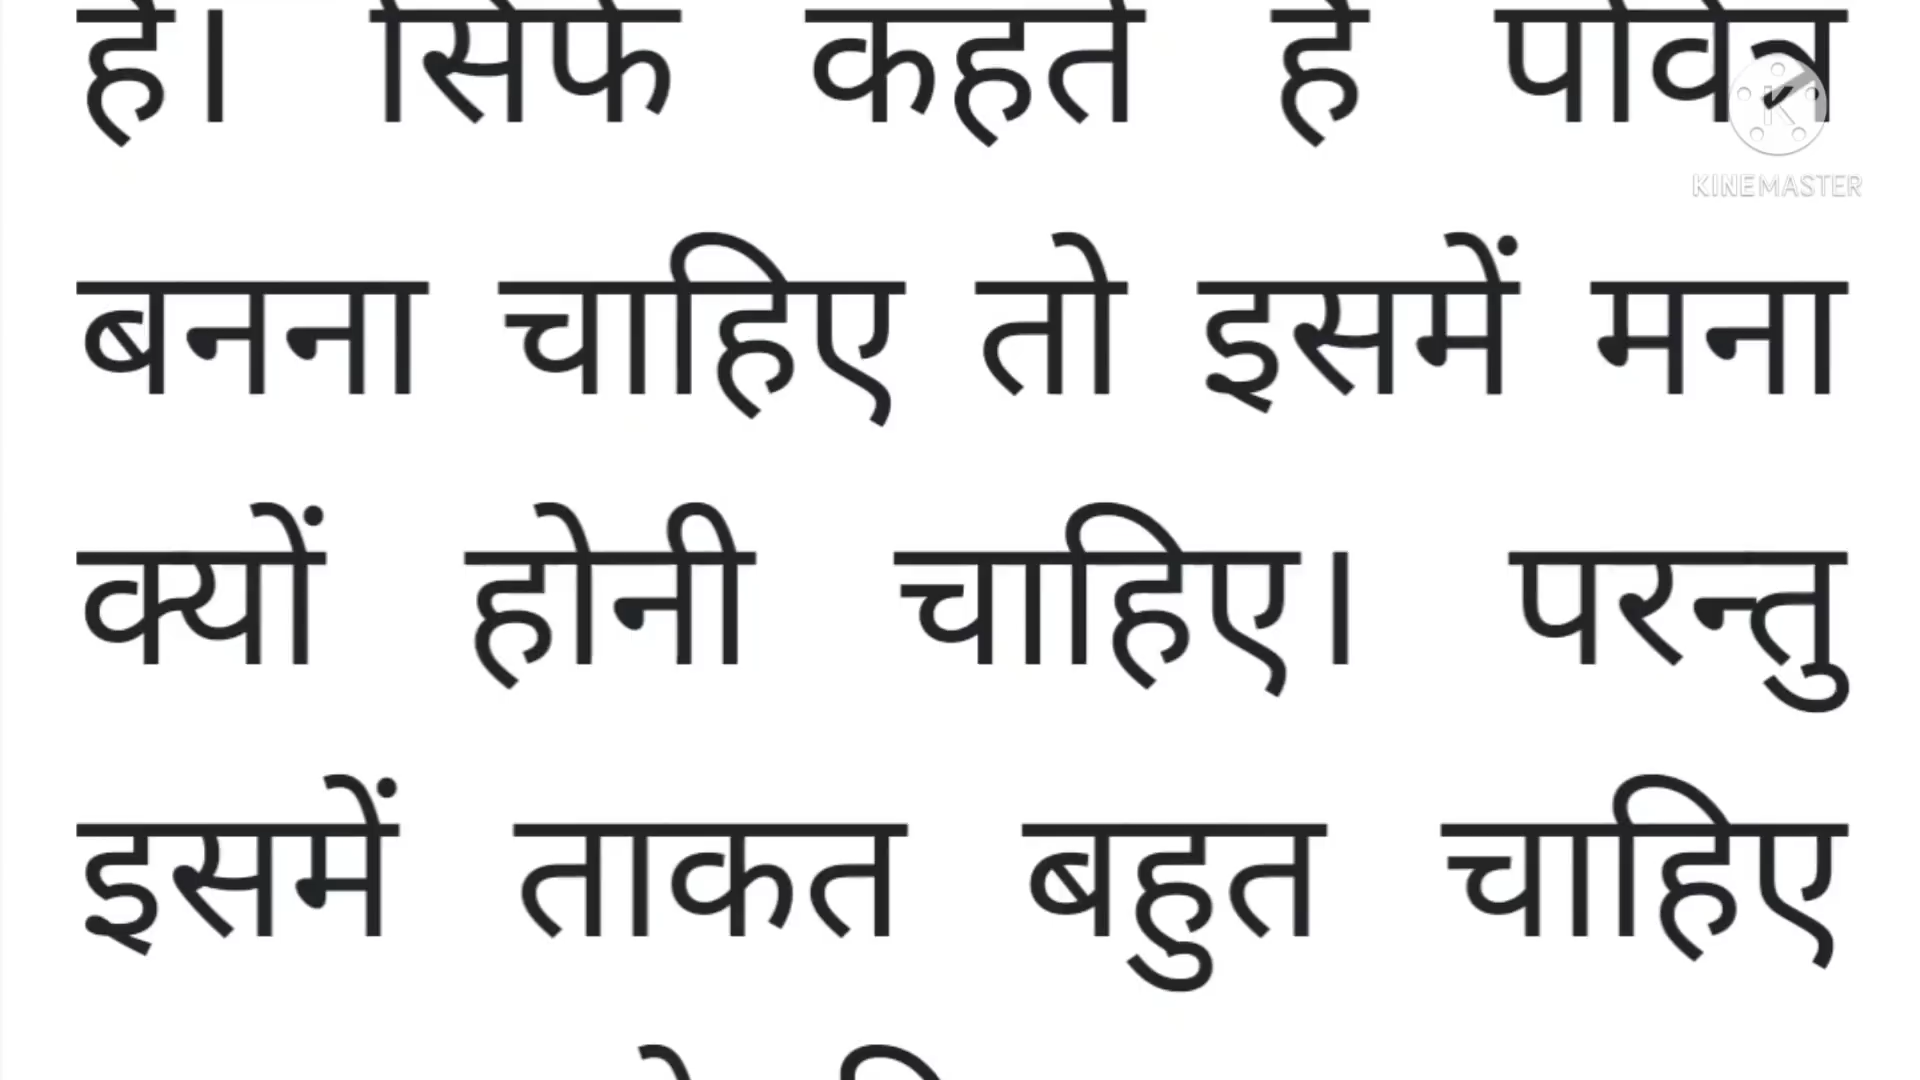 है। सिर्फ कहते हैं पवित्र
KINEMASTER
बनना चाहिए तो इसमें मना
क्यों होनी चाहिए। परन्तु
इसमें ताकत बहुत चाहिए